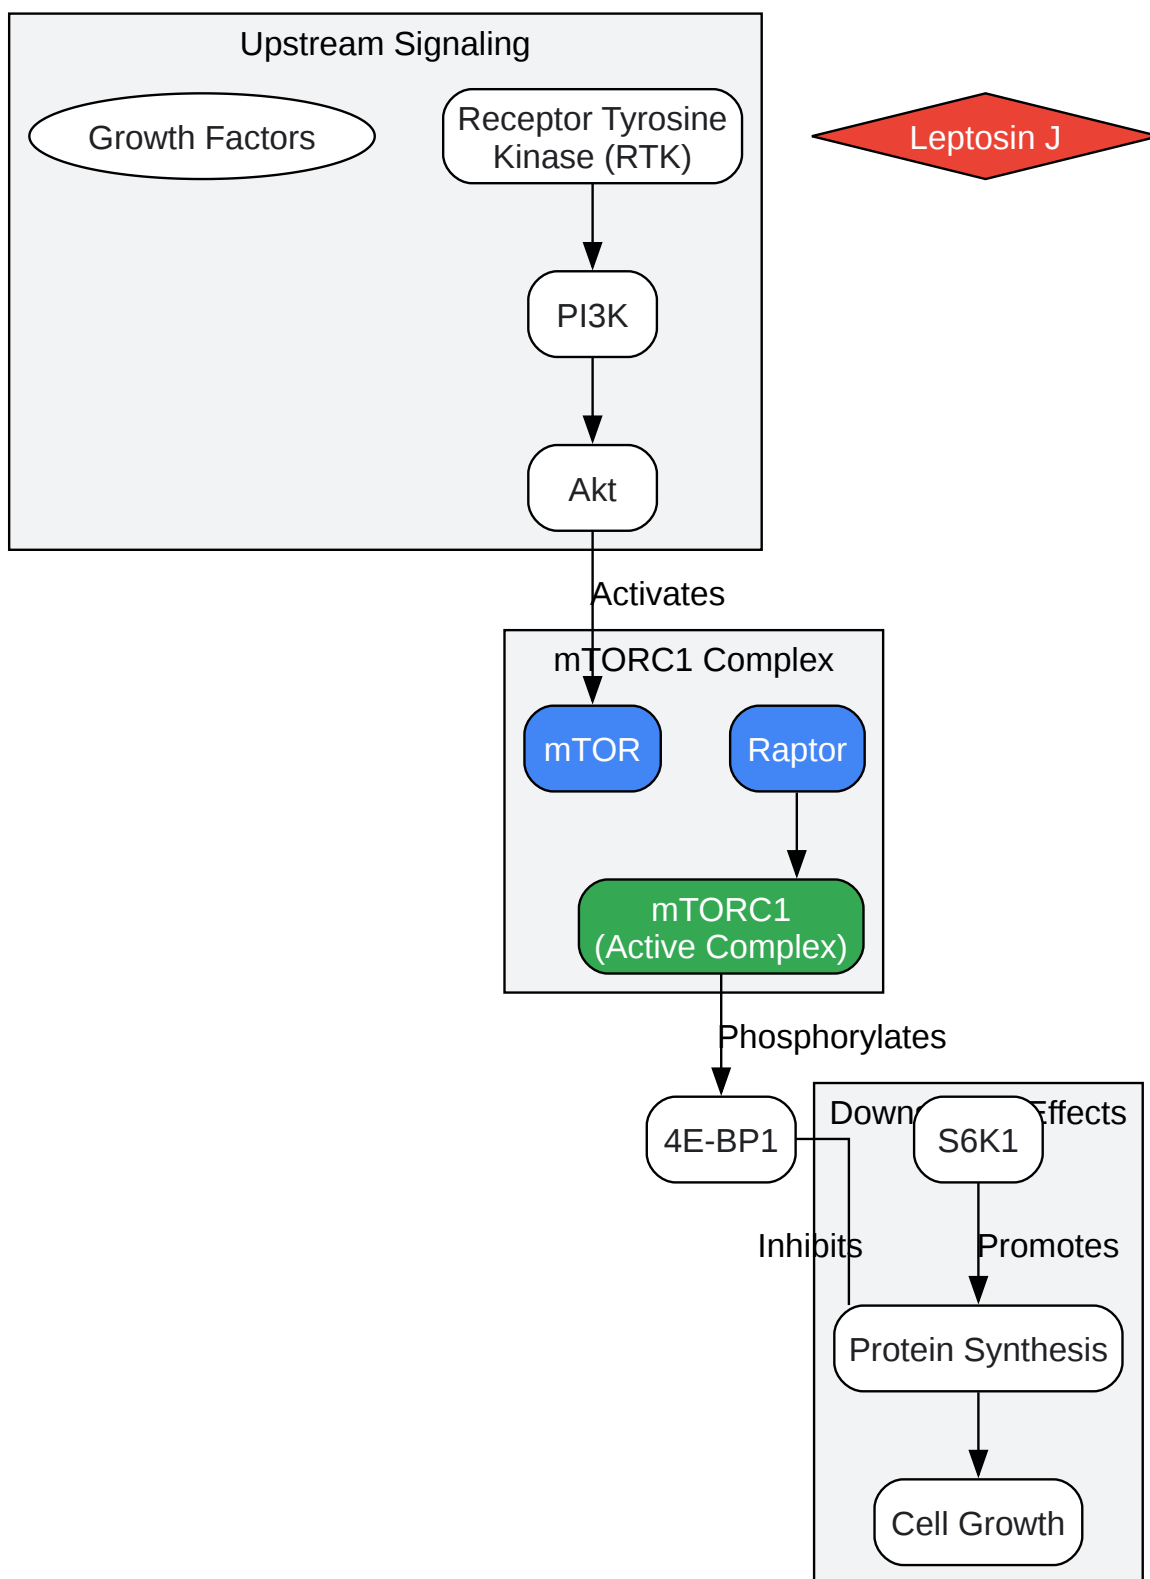 Upstream Signaling
Growth Factors
Receptor Tyrosine
Kinase (RTK)
Leptosin J
PI3K
Akt
Activates
mTORC1 Complex
mTOR
Raptor
mTORC1
(Active Complex)
Phosphorylates
4E-BP1
Effects
S6K1
Inhibits
Promotes
Protein Synthesis
Cell Growth